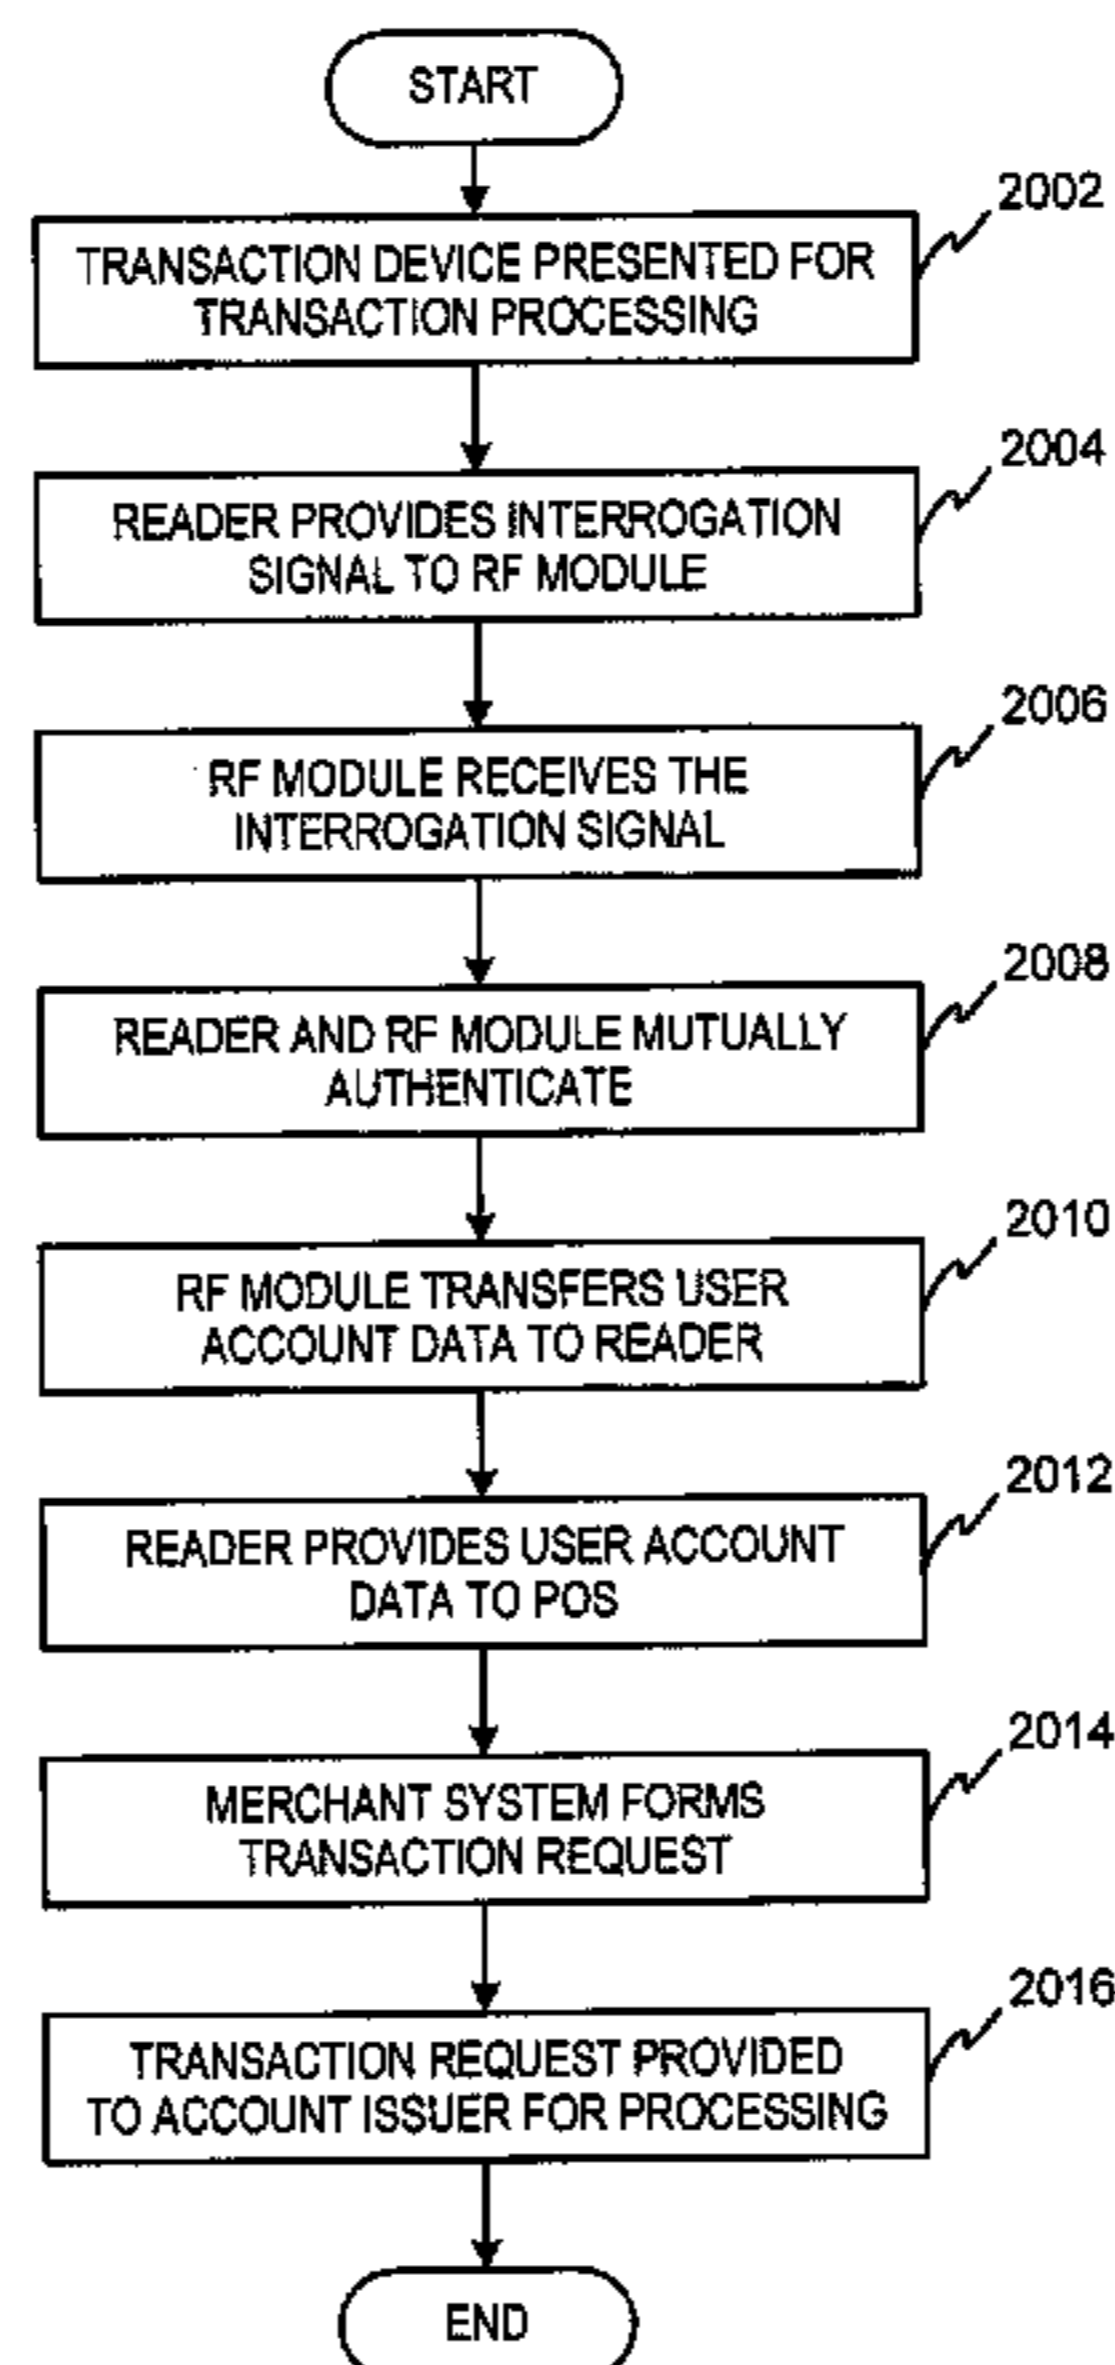 START
2002
TRANSACTION DEVICE PRESENTED FOR
TRANSACTION PROCESSING
2004
READER PROVIDES INTERROGATION
SIGNAL TO RF MODULE
2006
RF MODULE RECEIVES THE
INTERROGATION SIGNAL
2008
READER AND RF MODULE MUTUALLY
AUTHENTICATE
2010
RF MODULE TRANSFERS USER
ACCOUNT DATA TO READER
2012
READER PROVIDES USER ACCOUNT
DATA TO POS
2014
MERCHANT SYSTEM FORMS
TRANSACTION REQUEST
2016
TRANSACTION REQUEST PROVIDED
TO ACCOUNT ISSUER FOR PROCESSING
END